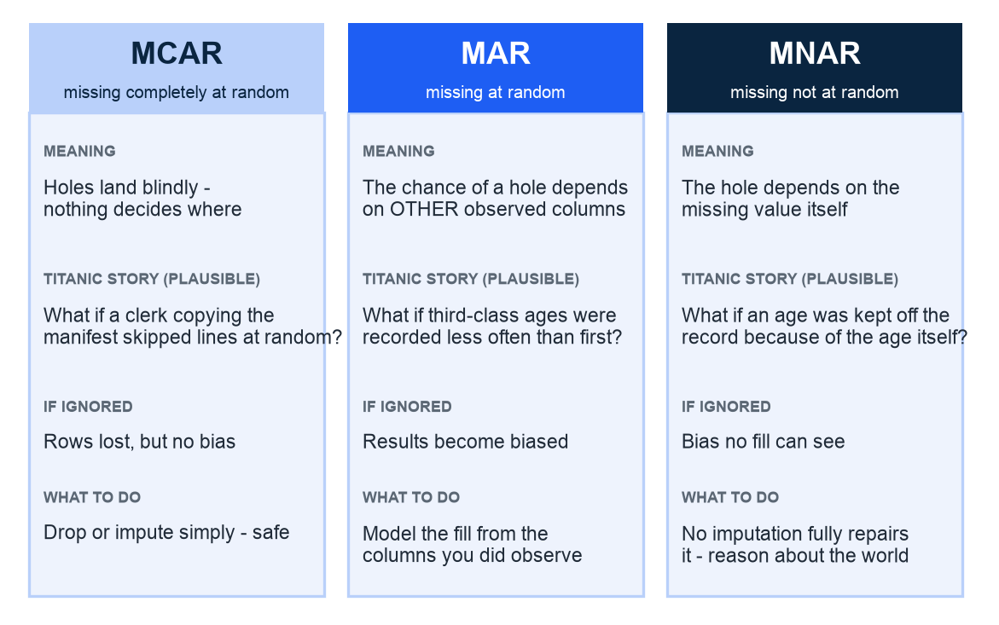 MCAR
missing completely at random
MEANING
Holes land blindly -
nothing decides where
TITANIC STORY (PLAUSIBLE)
What if a clerk copying the
manifest skipped lines at random?
IF IGNORED
Rows lost, but no bias
WHAT TO DO
Drop or impute simply - safe
MAR
missing at random
MEANING
The chance of a hole depends
on OTHER observed columns
TITANIC STORY (PLAUSIBLE)
What if third-class ages were
recorded less often than first?
IF IGNORED
Results become biased
WHAT TO DO
Model the fill from the
columns you did observe
MNAR
missing not at random
MEANING
The hole depends on the
missing value itself
TITANIC STORY (PLAUSIBLE)
What if an age was kept off the
record because of the age itself?
IF IGNORED
Bias no fill can see
WHAT TO DO
No imputation fully repairs
it - reason about the world